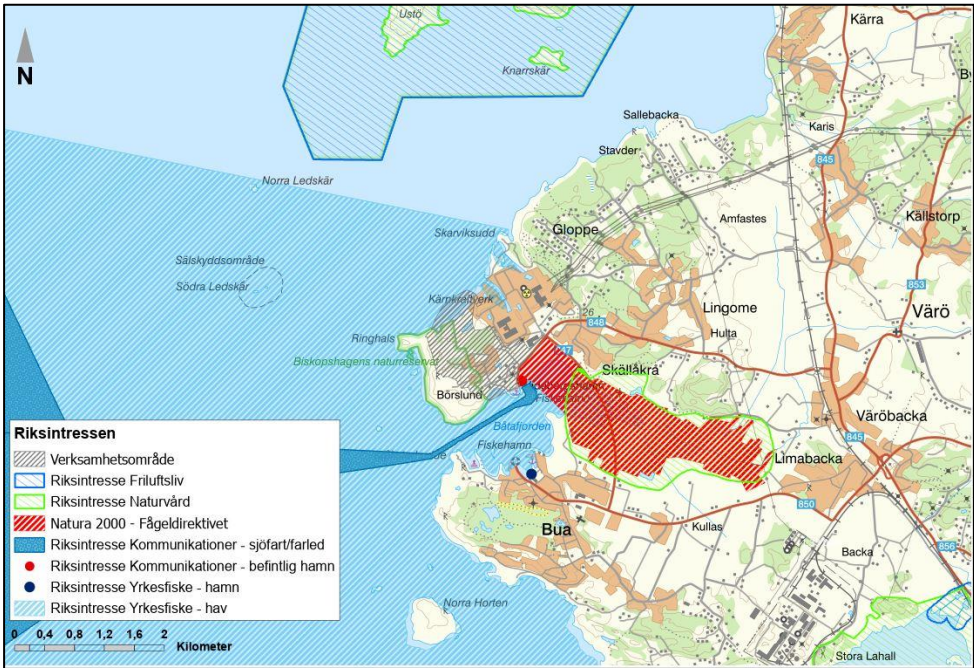 Ustö
Knarrskär
N
Kärra
Sallebacka
Karis
Stavder
845
Norra Ledskär
Amfastes
Källstorp
Skarviksudd
Gloppe
Sälskyddsområde
853
Södra Ledskär
Kärnkraftverk
Lingome
Värö
26
848
Hulta
Ringhals
Biskopshagens naturreservat
Skällåkra
Börslund
Båtafjorden
Väröbacka
Fiskehamn
845
Limabacka
850
Bua
Kullas
Backa
856
Norra Horten
Stora Lahall
Riksintressen
Verksamhetsområde
Riksintresse Friluftsliv
Riksintresse Naturvård
Natura 2000 - Fågeldirektivet
Riksintresse Kommunikationer - sjöfart/farled
Riksintresse Kommunikationer - befintlig hamn
Riksintresse Yrkesfiske - hamn
Riksintresse Yrkesfiske - hav
0 0,4 0,8 1,2 1,6 2
Kilometer